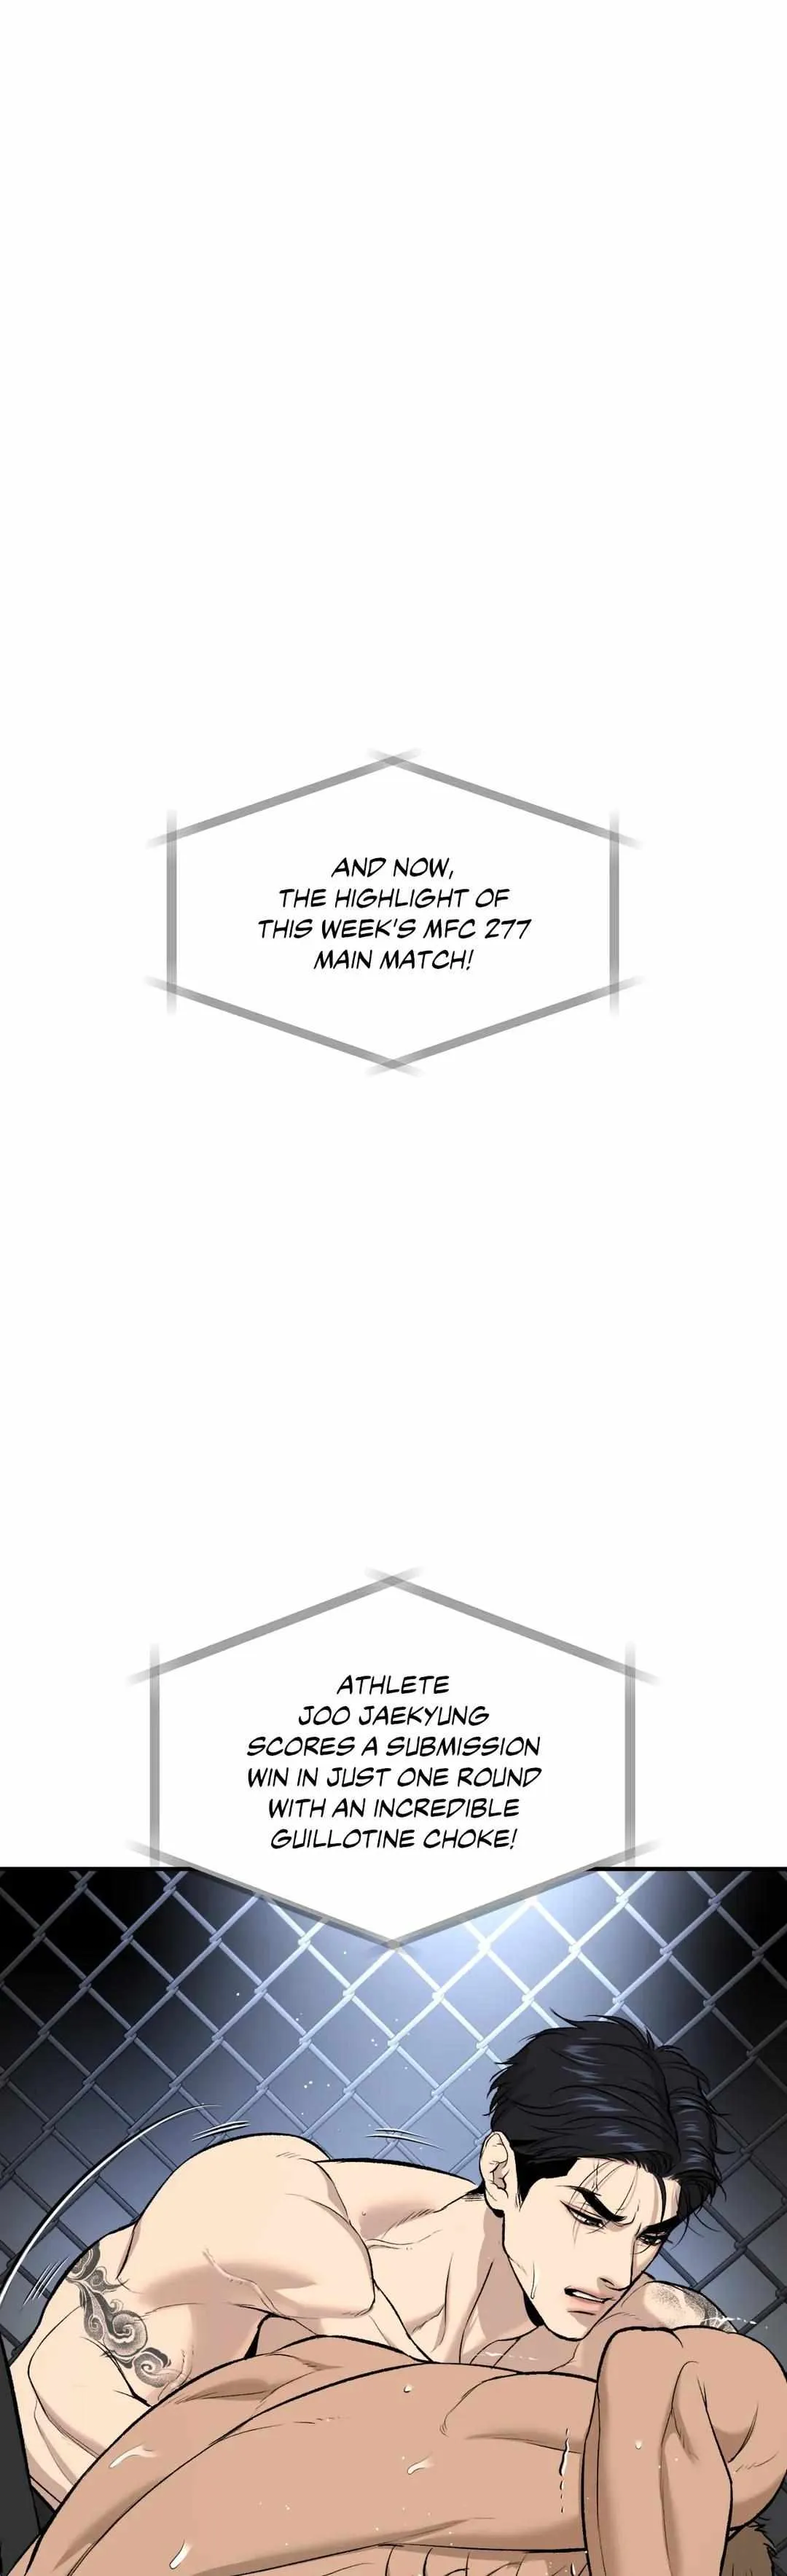 AND NOW,
THE HIGHLIGHT OF
THIS WEEK'S MFC 277
MAIN MATCH!
ATHLETE
JOO JAEKYUNG
SCORES A SUBMISSION
WIN IN JUST ONE ROUND
WITH AN INCREDIBLE
GUILLOTINE CHOKE!